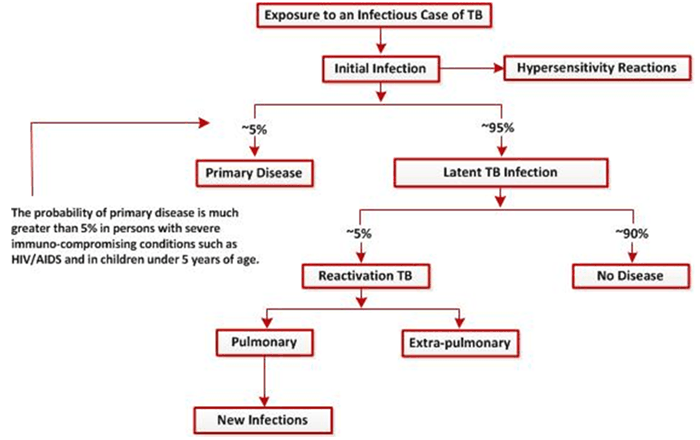 Exposure to an Infectious Case of TB
Initial Infection
Hypersensitivity Reactions
~5%
~95%
Primary Disease
Latent TB Infection
The probability of primary disease is much
greater than 5% in persons with severe
immuno-compromising conditions such as
HIV/AIDS and in children under 5 years of age.
~5%
~90%
Reactivation TB
No Disease
Pulmonary
Extra-pulmonary
New Infections